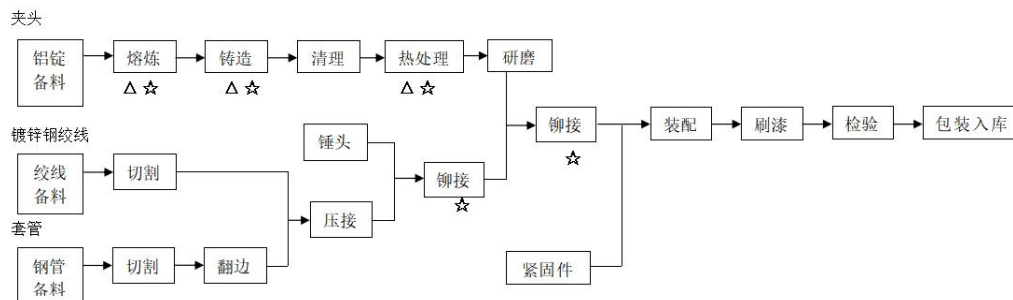 夹头
铝锭
备料
熔炼
铸造
清理
热处理
研磨
△☆
△☆
△☆
铆接
☆
装配
刷漆
检验
包装入库
镀锌钢绞线
锤头
绞线
备料
切割
铆接
☆
压接
套管
钢管
备料
切割
翻边
紧固件